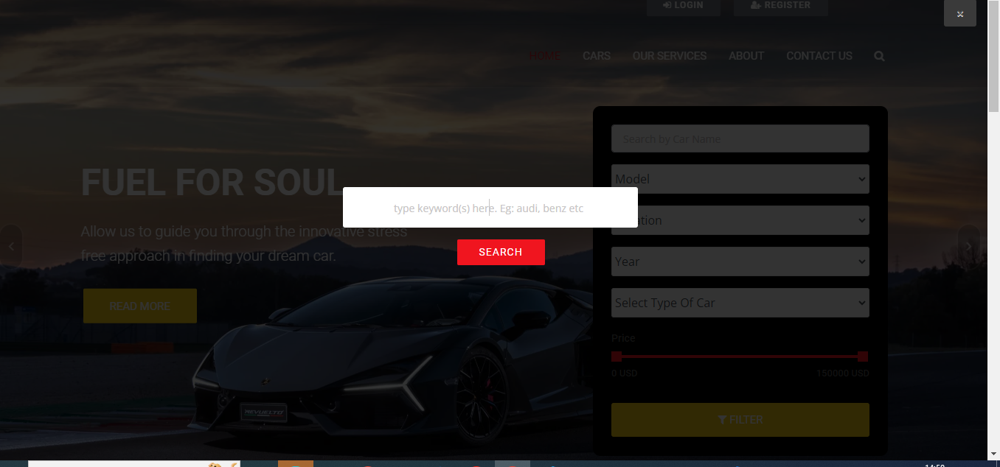 LOGIN
REGISTER
×
HOME
CARS
OUR SERVICES
ABOUT
CONTACT US
Search by Car Name
FUEL FOR SOUL
Model
type keyword(s) here. Eg: audi, benz etc
Allow us to guide you through the innovative stress
free approach in finding your dream car.
SEARCH
Year
READ MORE
Select Type Of Car
Price
0 USD
150000 USD
REVUELTO
FILTER